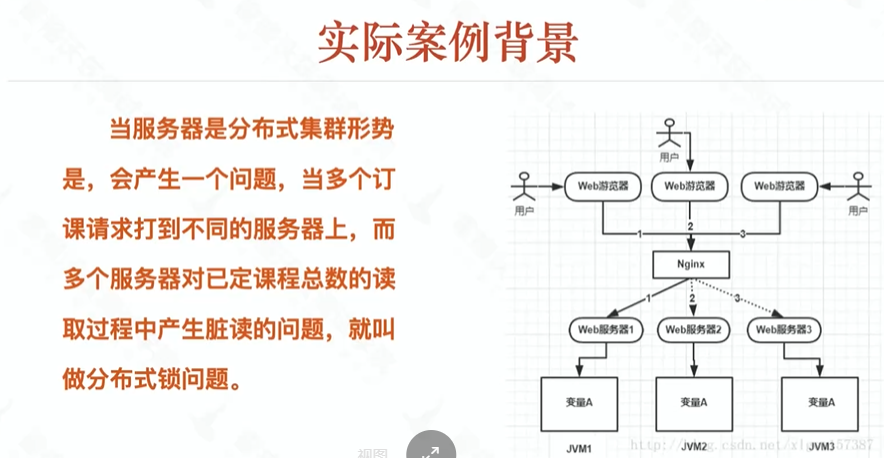 实际案例背景
当服务器是分布式集群形势
是，会产生一个问题，当多个订
课请求打到不同的服务器上，而
多个服务器对已定课程总数的读
取过程中产生脏读的问题，就叫
做分布式锁问题。
用户
用户
Web游览器
Web游览器
Web游览器
用户
1
2
3
Nginx
1
2
3
Web服务器1
Web服务器2
Web服务器3
变量A
变量A
变量A
JVM1
JVM2
JVM3
视图